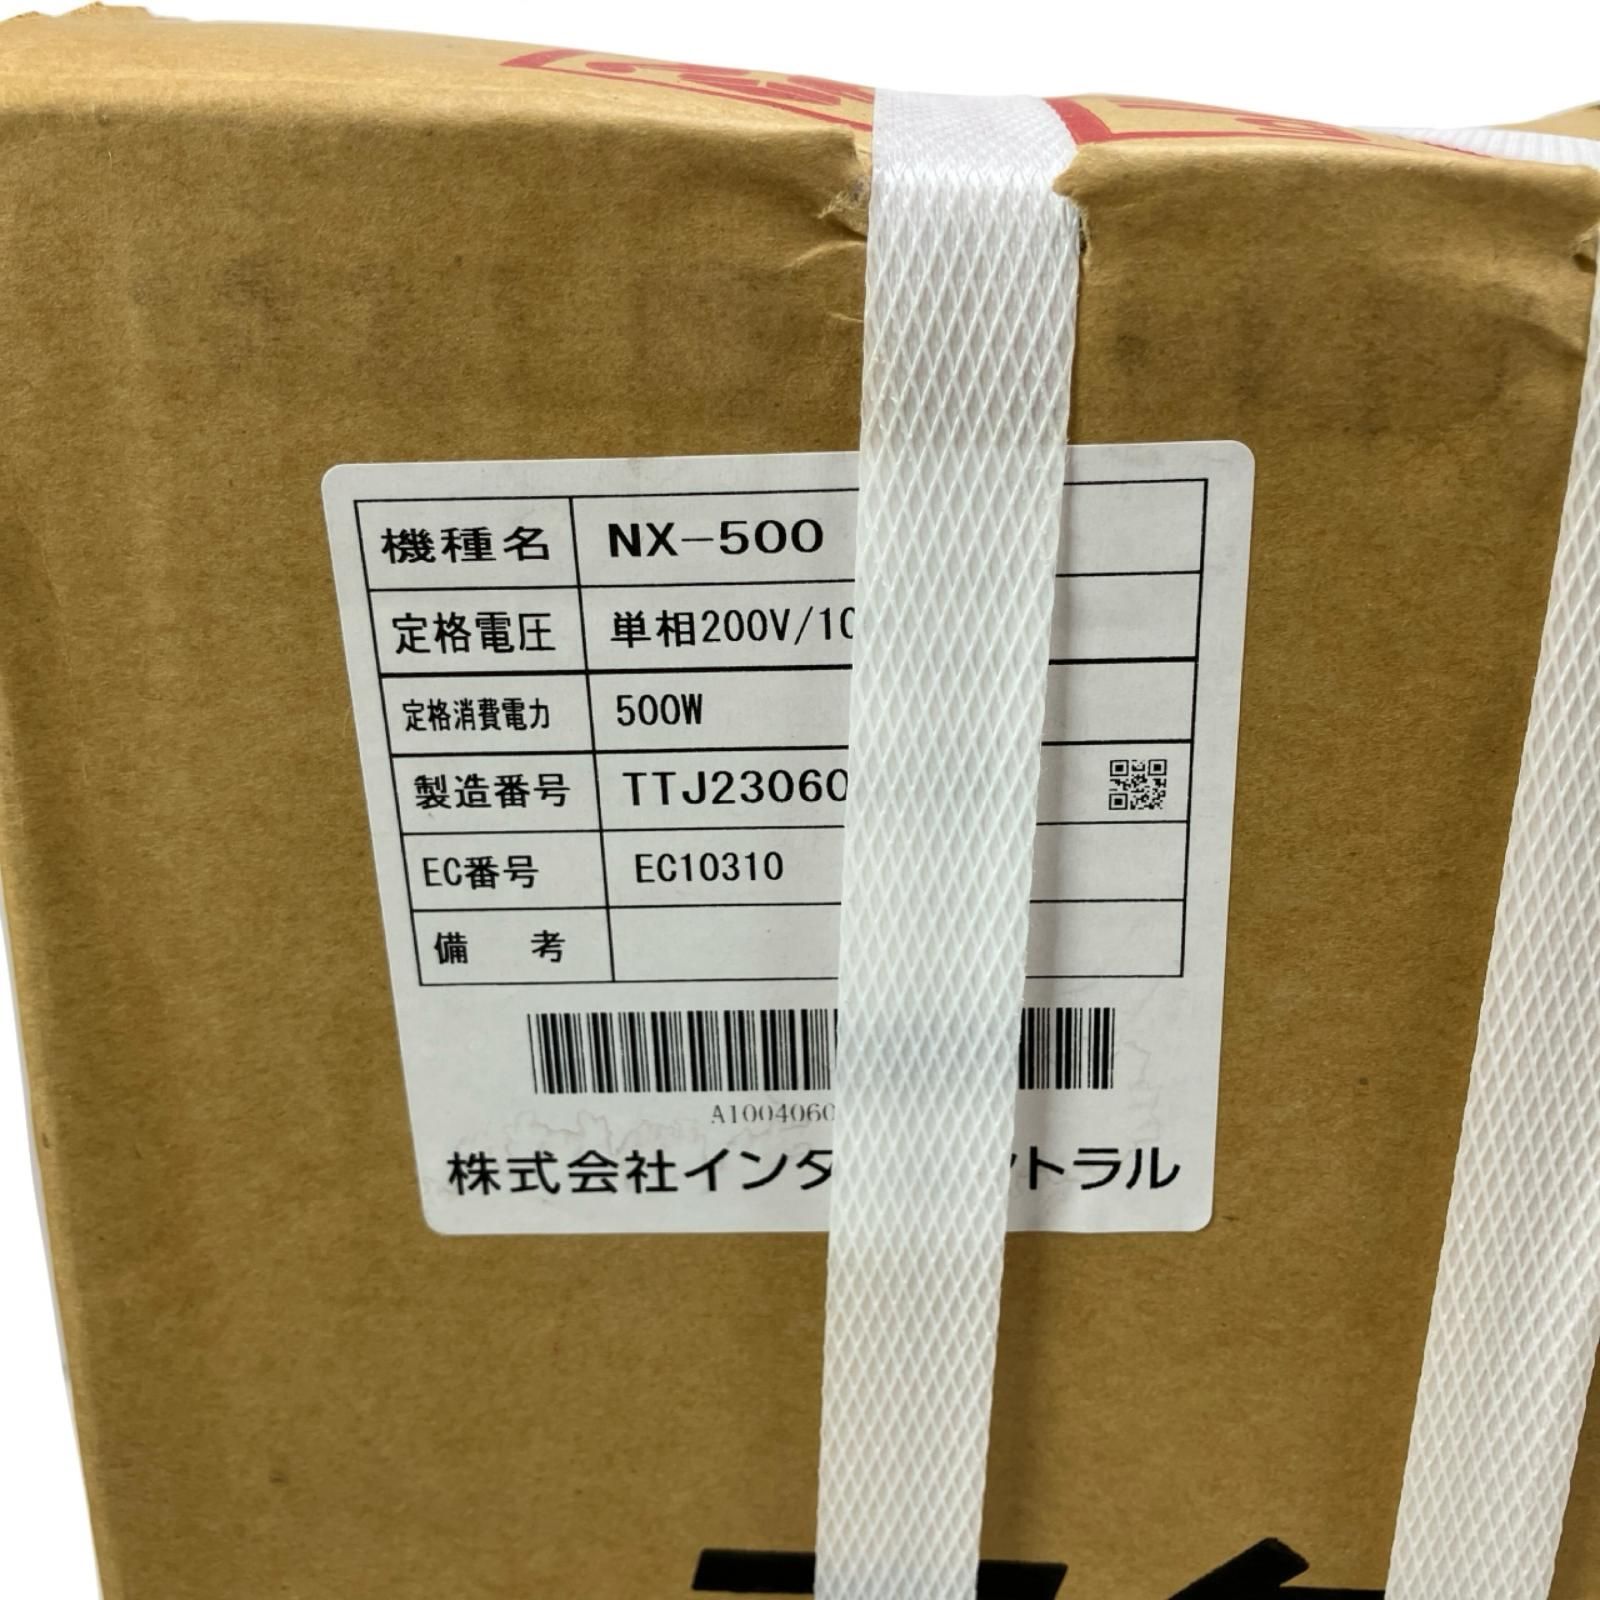 機種名 NX-500
定格電圧 単相200V/10
定格消費電力 500W
製造番号 TTJ23060
EC番号 EC10310
備 考
A1004060
株式会社インタ ントラル